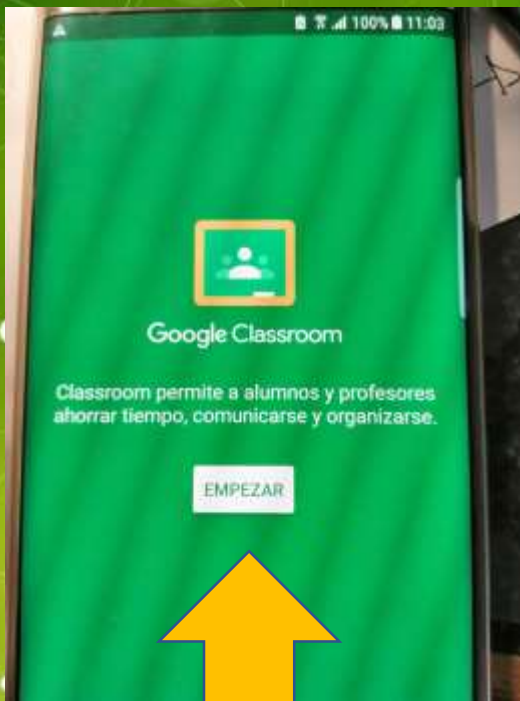 100% 11:03
Google Classroom
Classroom permite a alumnos y profesores
ahorrar tiempo, comunicarse y organizarse.
EMPEZAR